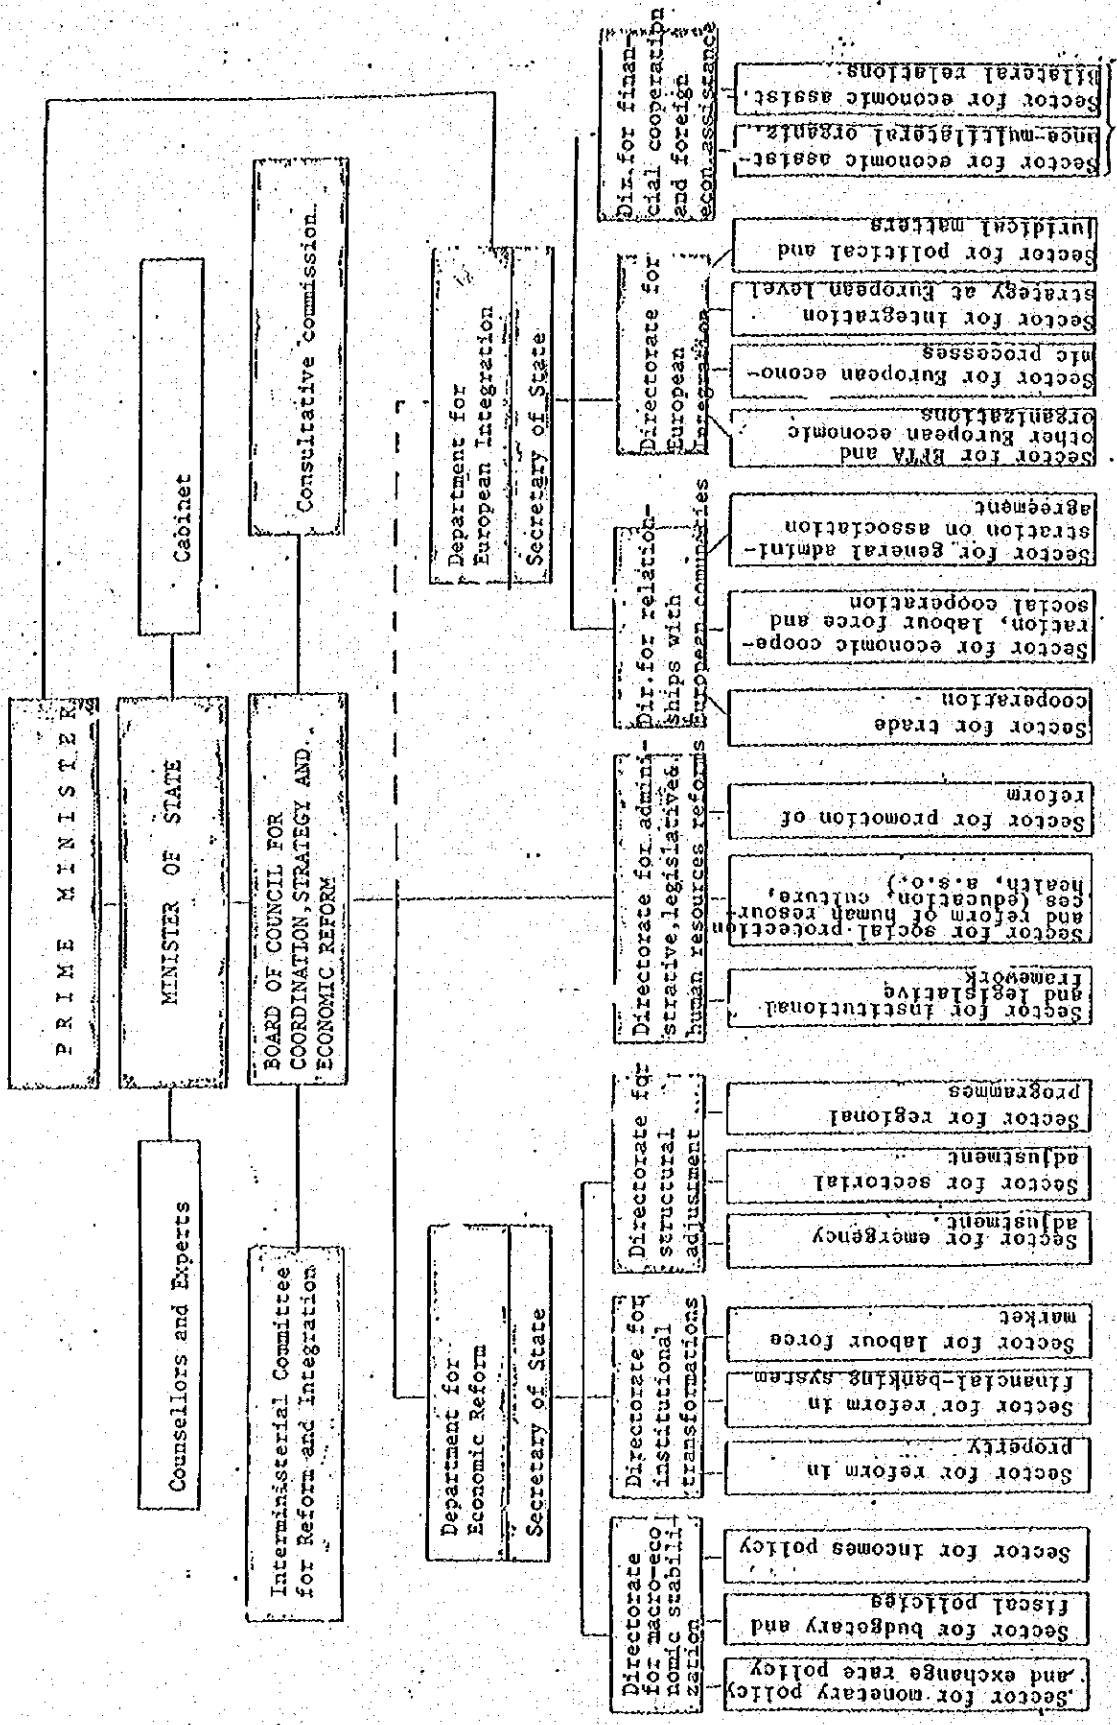 PRIME MINISTER
MINISTER OF STATE
Cabinet
Counsellors and Experts
BOARD OF COUNCIL FOR
COORDINATION,STRATEGY AND
ECONOMIC REFORM
Consultative commission
Interministerial Committee
for Reform and Integration
Department for
Economic Reform
Secretary of State
Department for
European Integration
Secretary of State
Directorate
for macro-eco
nomic stabili-
zation
Directorate for
institutional
transformations
Directorate for
structural
adjustment
Directorate for admini-
strative,legislative&
human resources reforms
Dir.for relation-
ships with
European comunities
Directorate for
European
Integration
Dir.for finan-
cial cooperation
and foreign
econ.assistance
Sector for monetary policy
and exchange rate policy
Sector for budgetary and
fiscal policies
Sector for incomes policy
Sector for reform in
property
Sector for reform in
financial-banking system
Sector for labour force
market
Sector for emergency
adjustment.
Sector for sectorial
adjustment
Sector for regional
programmes
Sector for institutional
and legislative
framework
Sector for social protection
and reform of human resour-
ces (education, culture,
health, a.s.o.)
Sector for promotion of
reform
Sector for trade
cooperation
Sector for economic coope-
ration, labour force and
social cooperation
Sector for general admini-
stration on association
agreement
Sector for EFTA and
other European economic
organizations
Sector for European econo-
mic processes
Sector for integration
strategy at European level
Sector for political and
juridical matters
Sector for economic assist-
ance-multilateral organiz.
Sector for economic assist.
Bilateral relations.